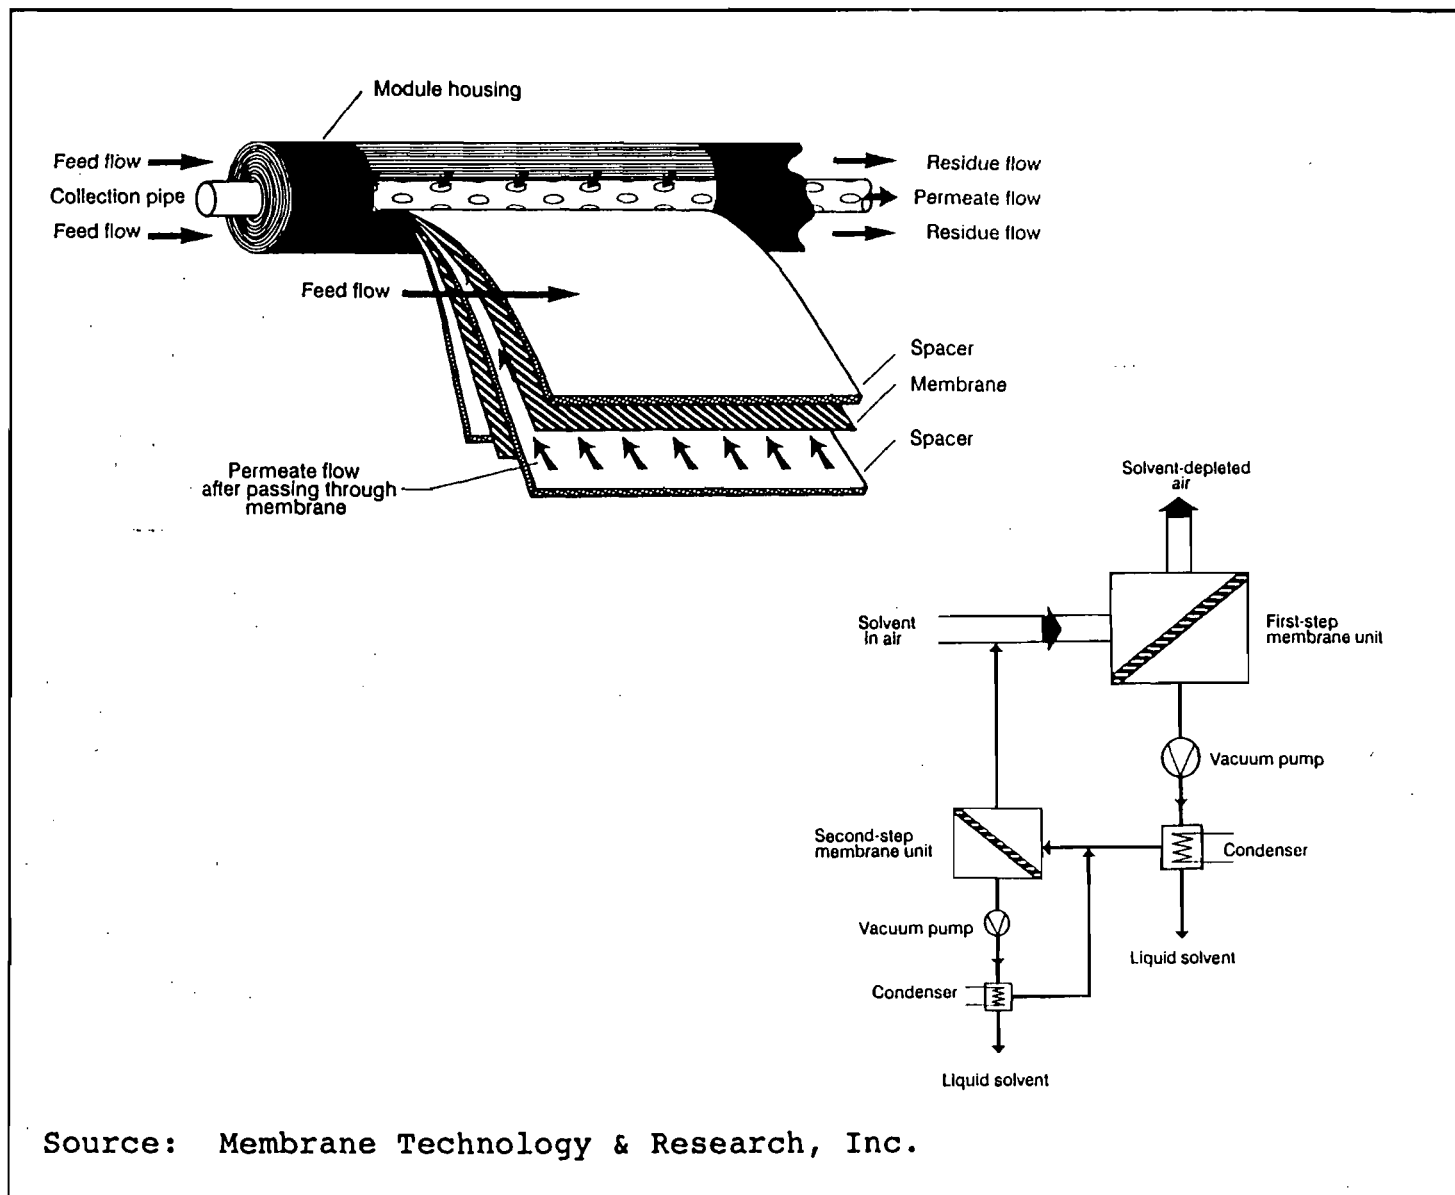 Module housing
Feed flow
Collection pipe
Feed flow
Residue flow
Permeate flow
Residue flow
Feed flow
Spacer
Membrane
Spacer
Permeate flow
after passing through
membrane
Solvent-depleted
air
Solvent
in air
First-step
membrane unit
Vacuum pump
Second-step
membrane unit
Condenser
Vacuum pump
Liquid solvent
Condenser
Liquid solvent
Source: Membrane Technology & Research, Inc.